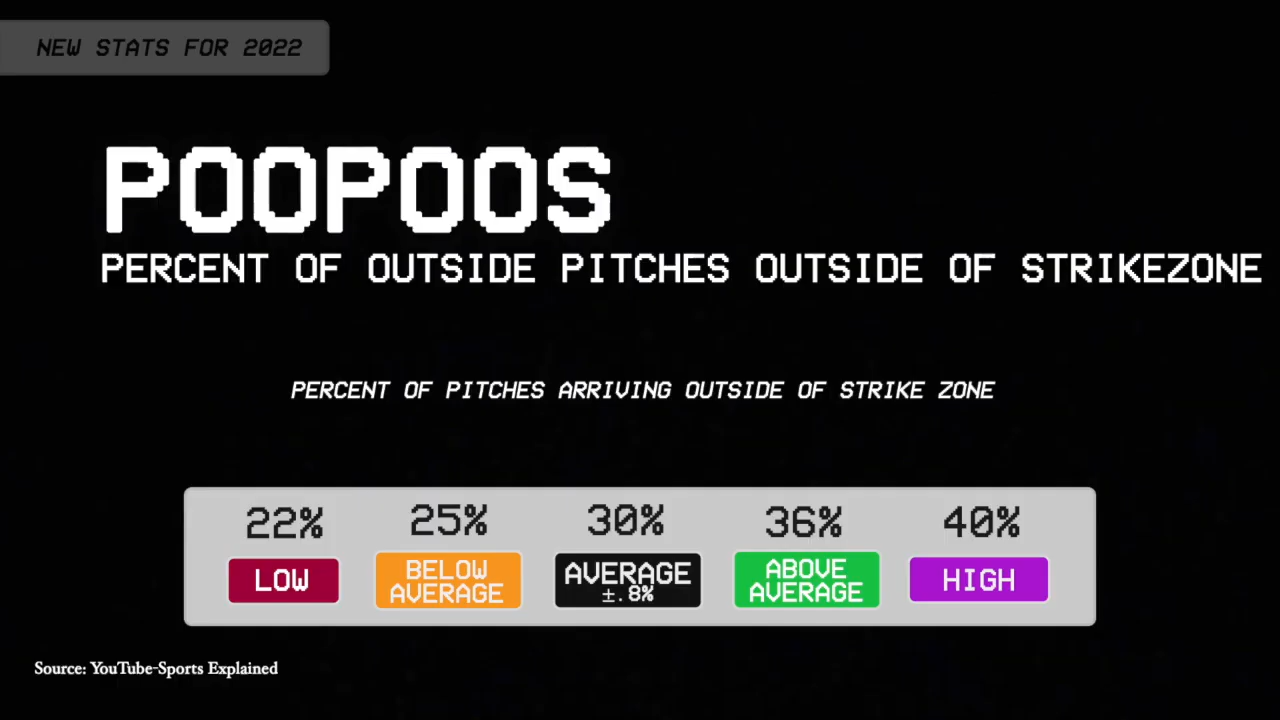 NEW STATS FOR 2022
POOPOOS
PERCENT OF OUTSIDE PITCHES OUTSIDE OF STRIKEZONE
PERCENT OF PITCHES ARRIVING OUTSIDE OF STRIKE ZONE
22% 25% 30% 36% 40%
LOW BELOW AVERAGE AVERAGE ±.8% ABOVE AVERAGE HIGH
Source: YouTube-Sports Explained